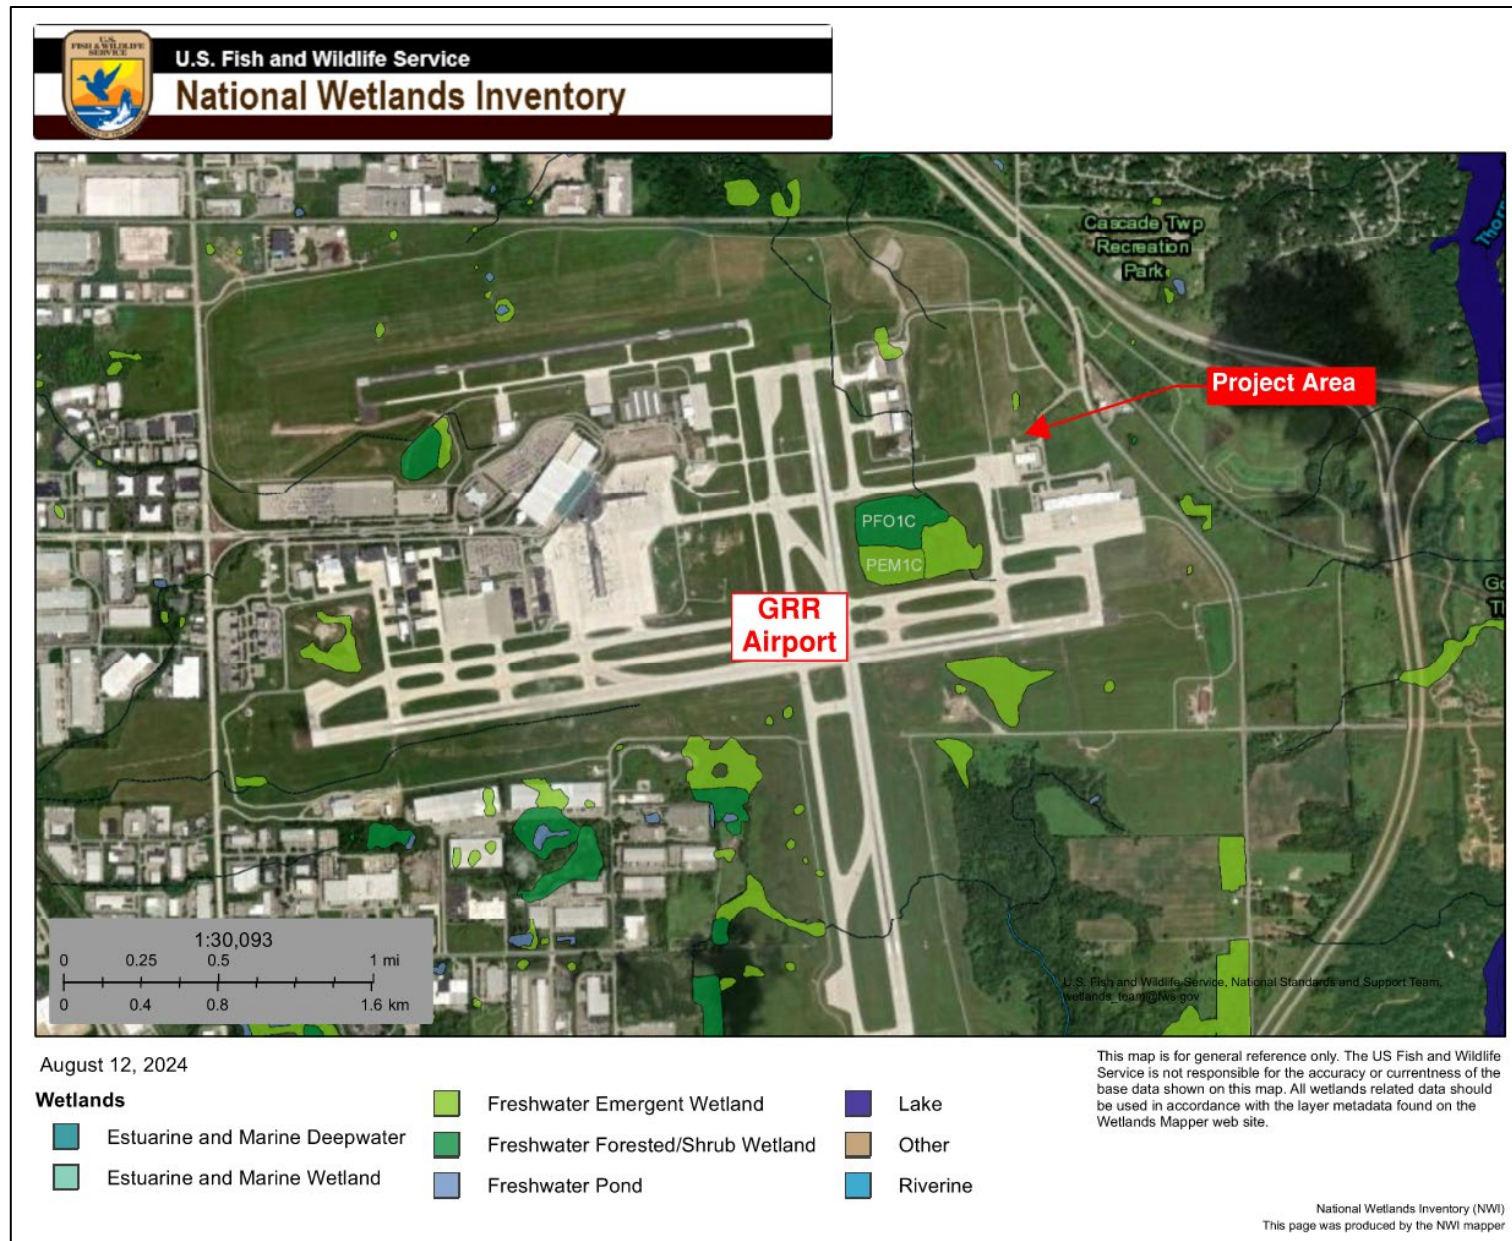 U.S.
FISH & WILDLIFE
SERVICE
U.S. Fish and Wildlife Service
National Wetlands Inventory
Cascade Twp
Recreation
Park
Project Area
PFO1C
PEM1C
GRR
Airport
1:30,093
0 0.25 0.5 1 mi
0 0.4 0.8 1.6 km
U.S. Fish and Wildlife Service, National Standards and Support Team,
wetlands_team@fws.gov
August 12, 2024
This map is for general reference only. The US Fish and Wildlife
Service is not responsible for the accuracy or currentness of the
base data shown on this map. All wetlands related data should
be used in accordance with the layer metadata found on the
Wetlands Mapper web site.
Wetlands
Estuarine and Marine Deepwater
Estuarine and Marine Wetland
Freshwater Emergent Wetland
Freshwater Forested/Shrub Wetland
Freshwater Pond
Lake
Other
Riverine
National Wetlands Inventory (NWI)
This page was produced by the NWI mapper